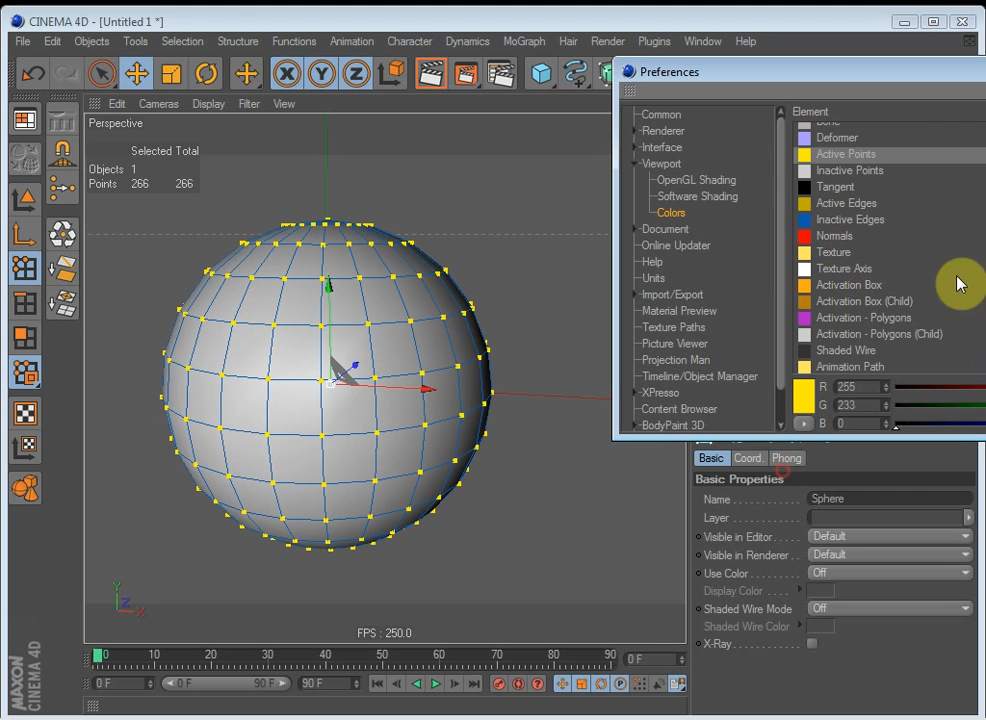 CINEMA 4D - [Untitled 1 *]
File Edit Objects Tools Selection Structure Functions Animation Character Dynamics MoGraph Hair Render Plugins Window Help
Edit Cameras Display Filter View
Perspective
Selected Total
Objects 1
Points 266 266
Y
Z
X
FPS : 250.0
X Y Z
Preferences
Common
Renderer
Interface
Viewport
OpenGL Shading
Software Shading
Colors
Document
Online Updater
Help
Units
Import/Export
Material Preview
Texture Paths
Picture Viewer
Projection Man
Timeline/Object Manager
XPresso
Content Browser
BodyPaint 3D
Element
Bone
Deformer
Active Points
Inactive Points
Tangent
Active Edges
Inactive Edges
Normals
Texture
Texture Axis
Activation Box
Activation Box (Child)
Activation - Polygons
Activation - Polygons (Child)
Shaded Wire
Animation Path
R 255
G 233
B 0
Basic Coord. Phong
Basic Properties
Name Sphere
Layer
Visible in Editor Default
Visible in Renderer Default
Use Color Off
Display Color
Shaded Wire Mode Off
Shaded Wire Color
X-Ray
0 10 20 30 40 50 60 70 80 90 0 F
0 F 0 F 90 F 90 F
MAXON
CINEMA 4D